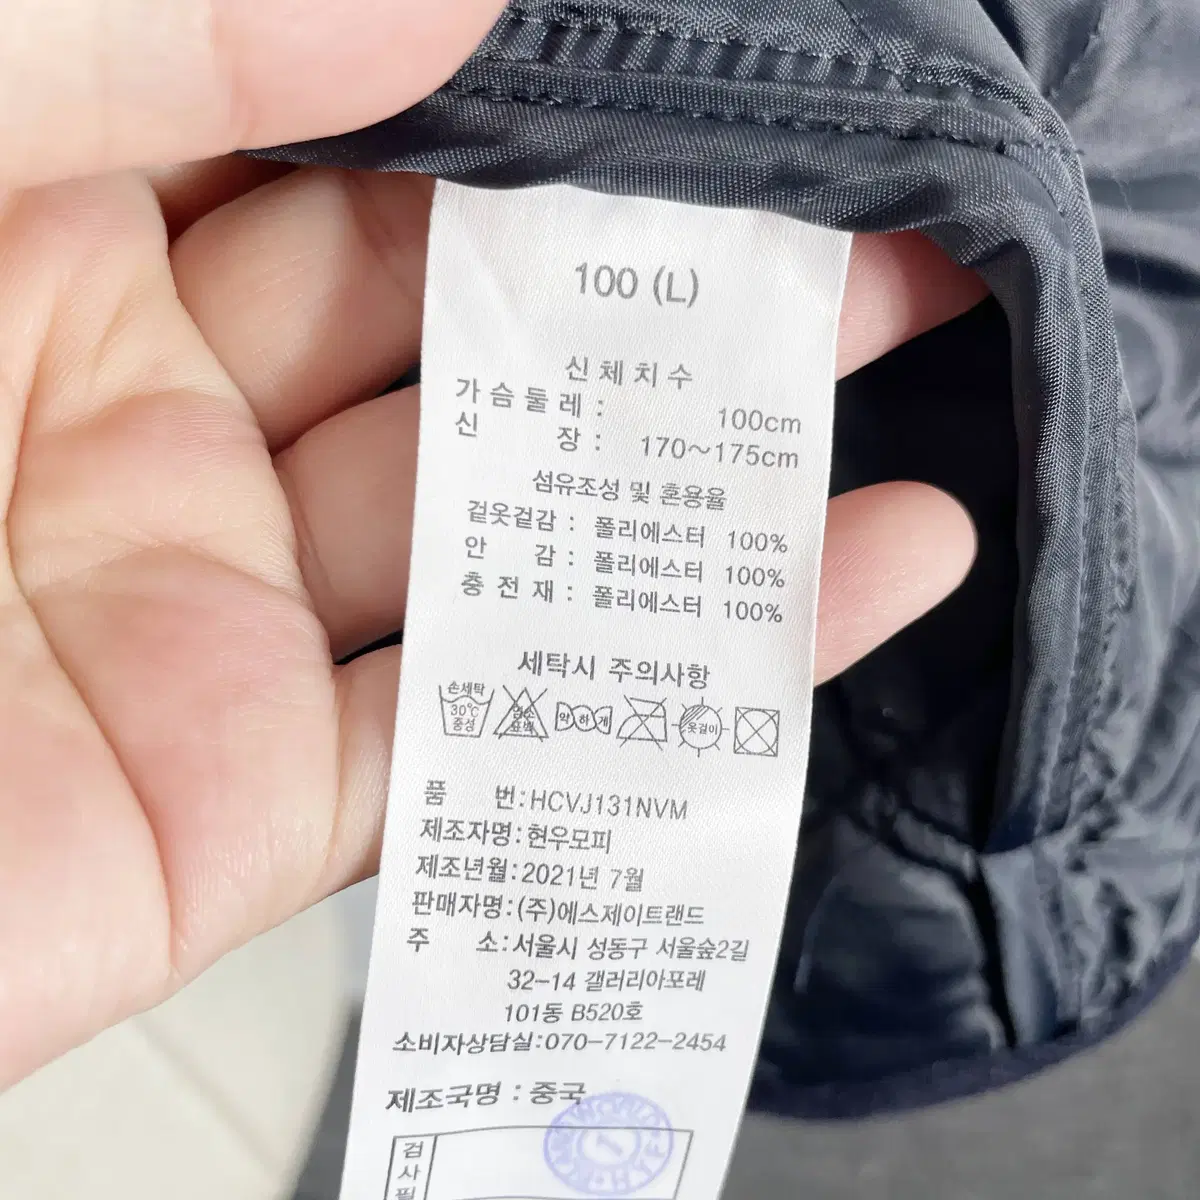 100 (L)
신체치수
가슴둘레 : 100cm
신 장 : 170~175cm
섬유조성 및 혼용율
겉옷겉감 : 폴리에스터 100%
안 감 : 폴리에스터 100%
충전재 : 폴리에스터 100%
세탁시 주의사항
손세탁
30℃
중성
염소
표백
약하게
옷걸이
품 번:HCVJ131NVM
제조자명:현우모피
제조년월:2021년 7월
판매자명:(주)에스제이트랜드
주 소:서울시 성동구 서울숲2길
32-14 갤러리아포레
101동 B520호
소비자상담실:070-7122-2454
제조국명 : 중국
검
사
필